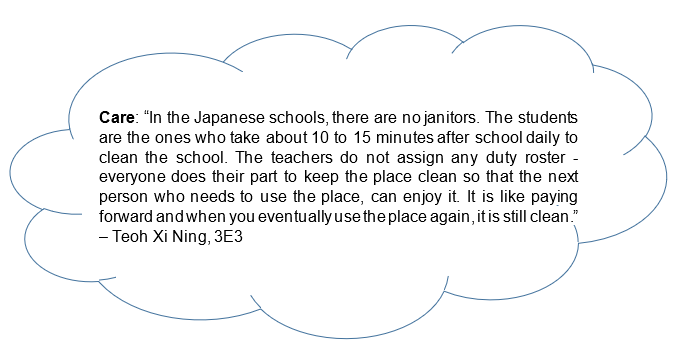 Care: “In the Japanese schools, there are no janitors. The students
are the ones who take about 10 to 15 minutes after school daily to
clean the school. The teachers do not assign any duty roster -
everyone does their part to keep the place clean so that the next
person who needs to use the place, can enjoy it. It is like paying
forward and when you eventually use the place again, it is still clean.”
– Teoh Xi Ning, 3E3